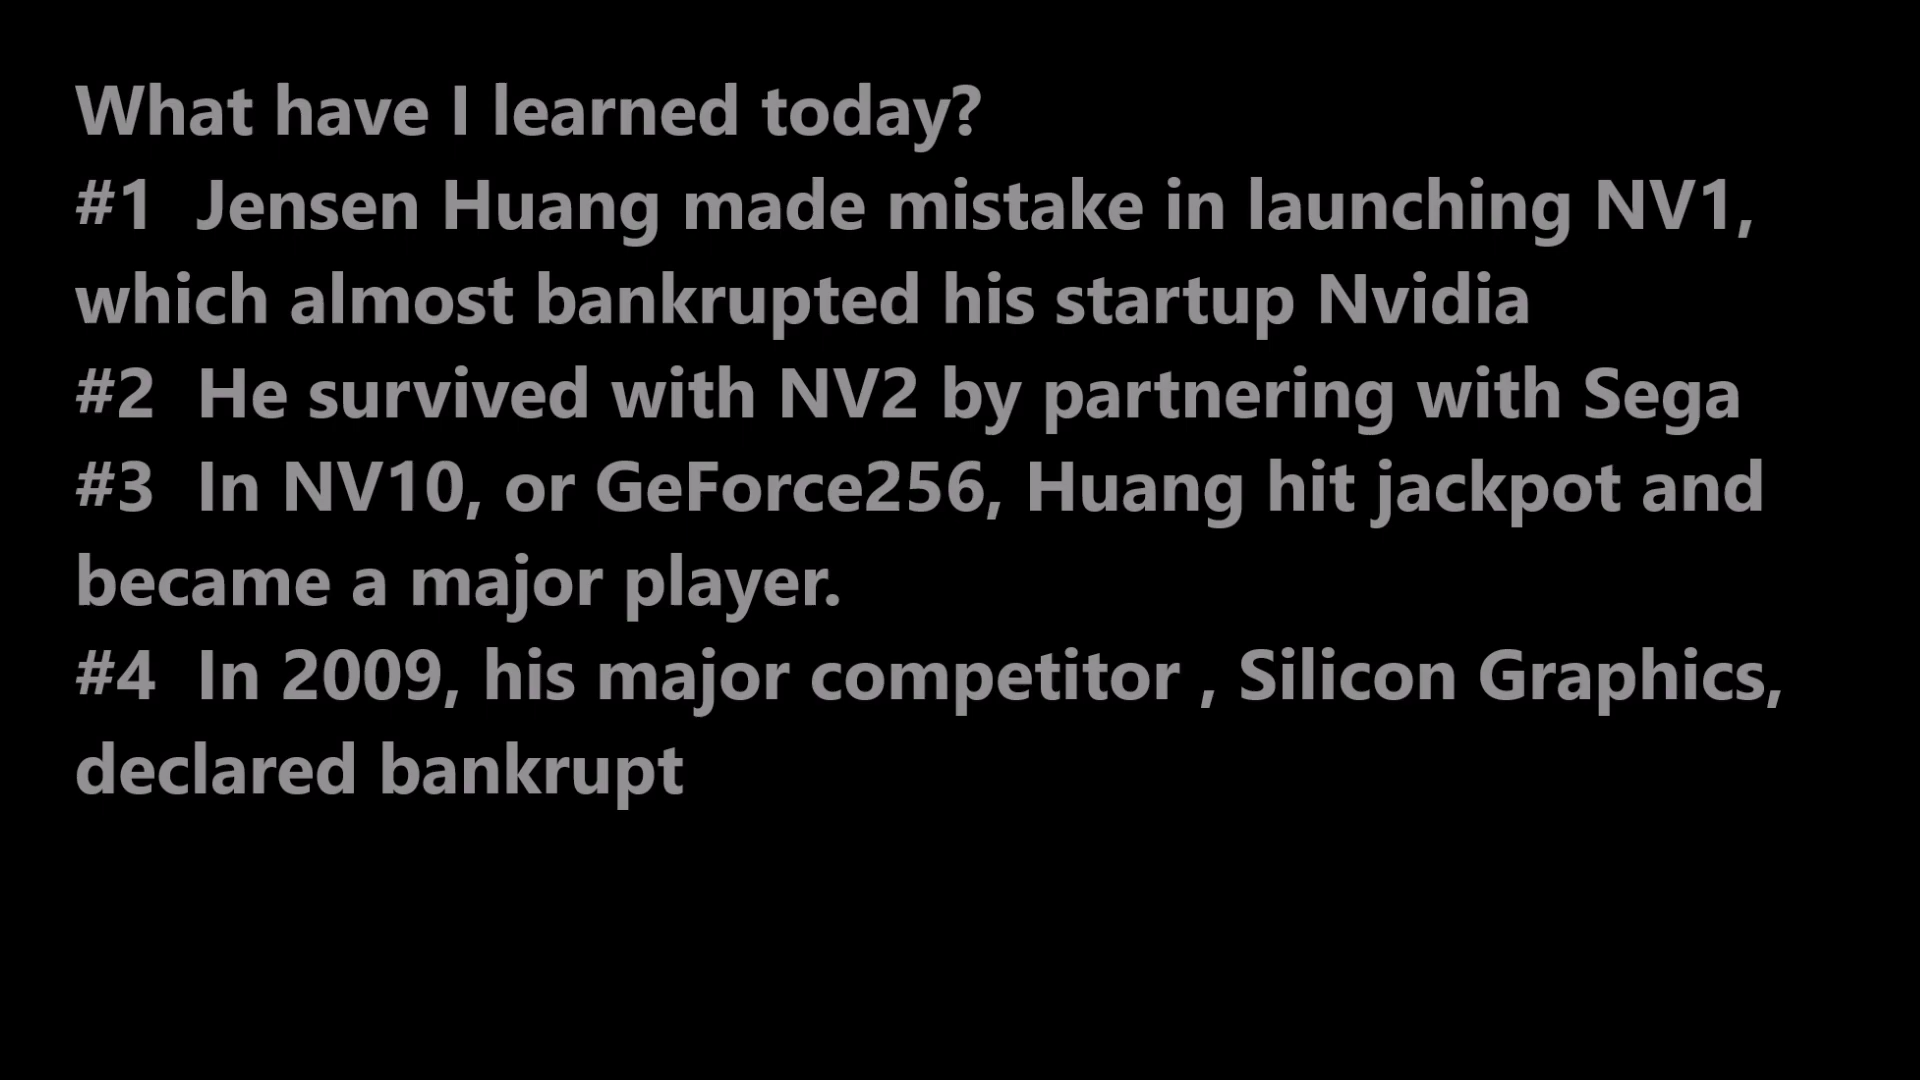 What have I learned today?
#1  Jensen Huang made mistake in launching NV1,
which almost bankrupted his startup Nvidia
#2  He survived with NV2 by partnering with Sega
#3  In NV10, or GeForce256, Huang hit jackpot and
became a major player.
#4  In 2009, his major competitor , Silicon Graphics,
declared bankrupt